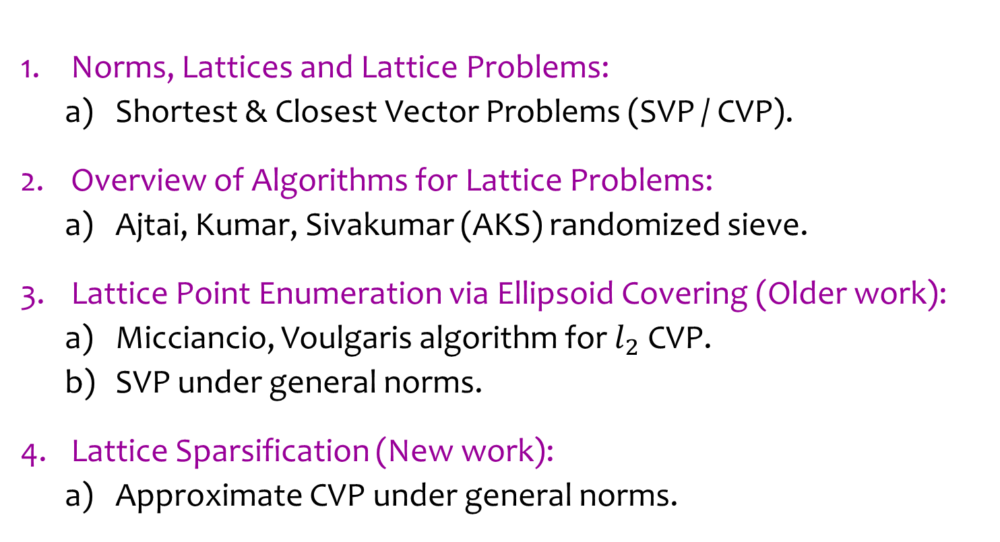 1. Norms, Lattices and Lattice Problems:
a) Shortest & Closest Vector Problems (SVP / CVP).
2. Overview of Algorithms for Lattice Problems:
a) Ajtai, Kumar, Sivakumar (AKS) randomized sieve.
3. Lattice Point Enumeration via Ellipsoid Covering (Older work):
a) Micciancio, Voulgaris algorithm for l₂ CVP.
b) SVP under general norms.
4. Lattice Sparsification (New work):
a) Approximate CVP under general norms.